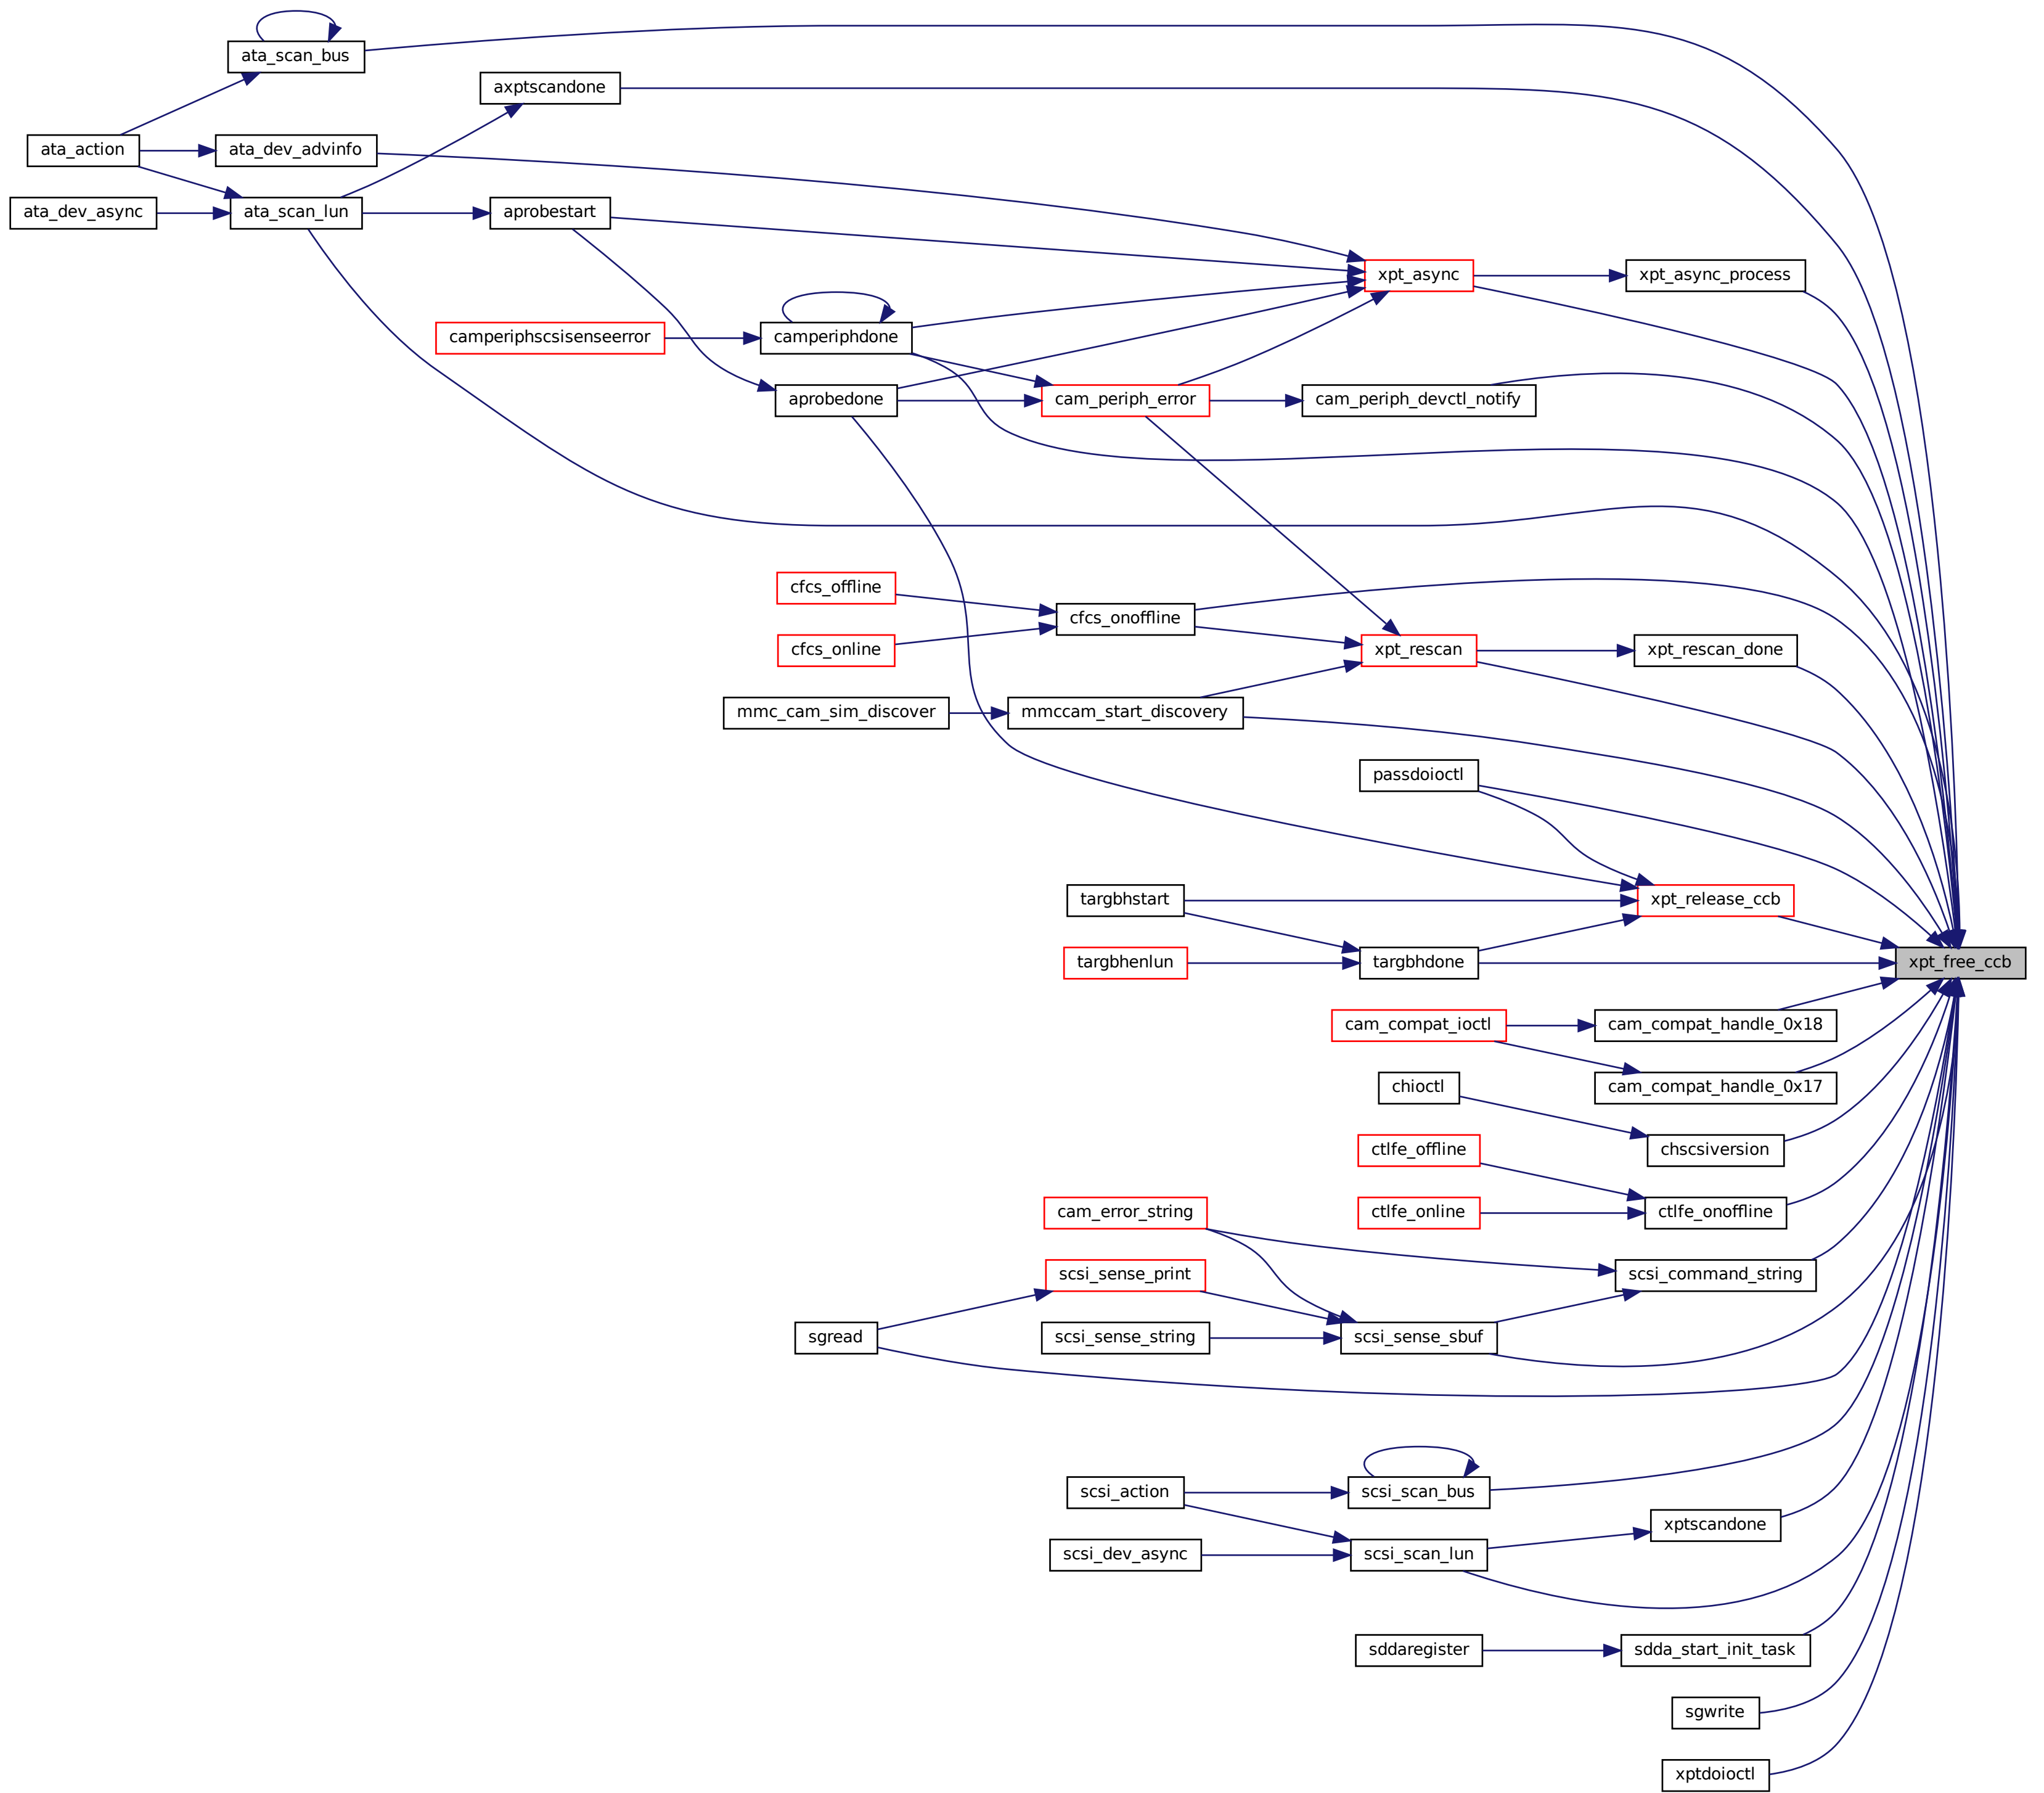 ata_scan_bus
axptscandone
ata_action
ata_dev_advinfo
ata_dev_async
ata_scan_lun
aprobestart
xpt_async
xpt_async_process
camperiphscsisenseerror
camperiphdone
aprobedone
cam_periph_error
cam_periph_devctl_notify
cfcs_offline
cfcs_onoffline
cfcs_online
xpt_rescan
xpt_rescan_done
mmc_cam_sim_discover
mmccam_start_discovery
passdoioctl
targbhstart
xpt_release_ccb
targbhenlun
targbhdone
xpt_free_ccb
cam_compat_ioctl
cam_compat_handle_0x18
chioctl
cam_compat_handle_0x17
ctlfe_offline
chscsiversion
cam_error_string
ctlfe_online
ctlfe_onoffline
scsi_sense_print
scsi_command_string
sgread
scsi_sense_string
scsi_sense_sbuf
scsi_action
scsi_scan_bus
xptscandone
scsi_dev_async
scsi_scan_lun
sddaregister
sdda_start_init_task
sgwrite
xptdoioctl